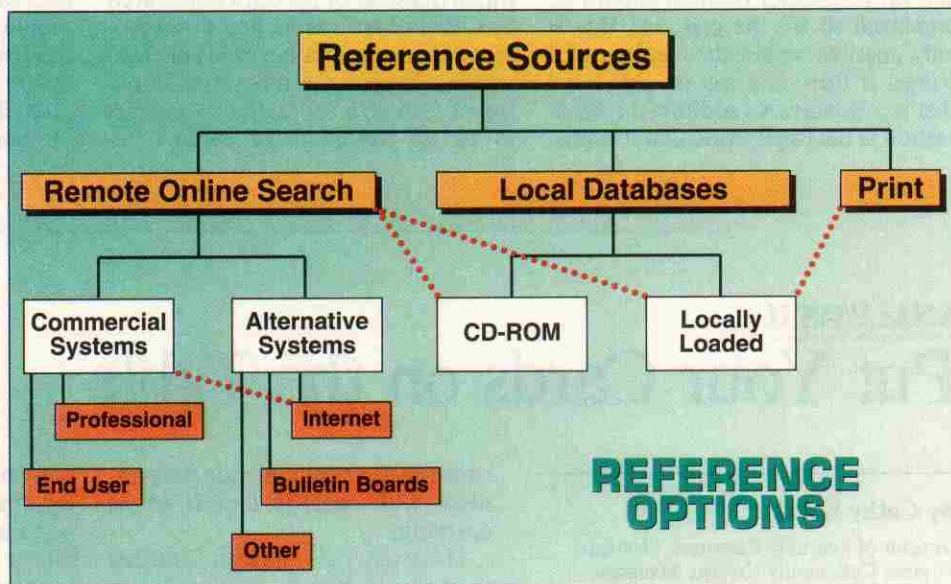 Reference Sources
Remote Online Search
Local Databases
Print
Commercial
Systems
Alternative
Systems
CD-ROM
Locally
Loaded
Professional
Internet
End User
Bulletin Boards
Other
REFERENCE
OPTIONS